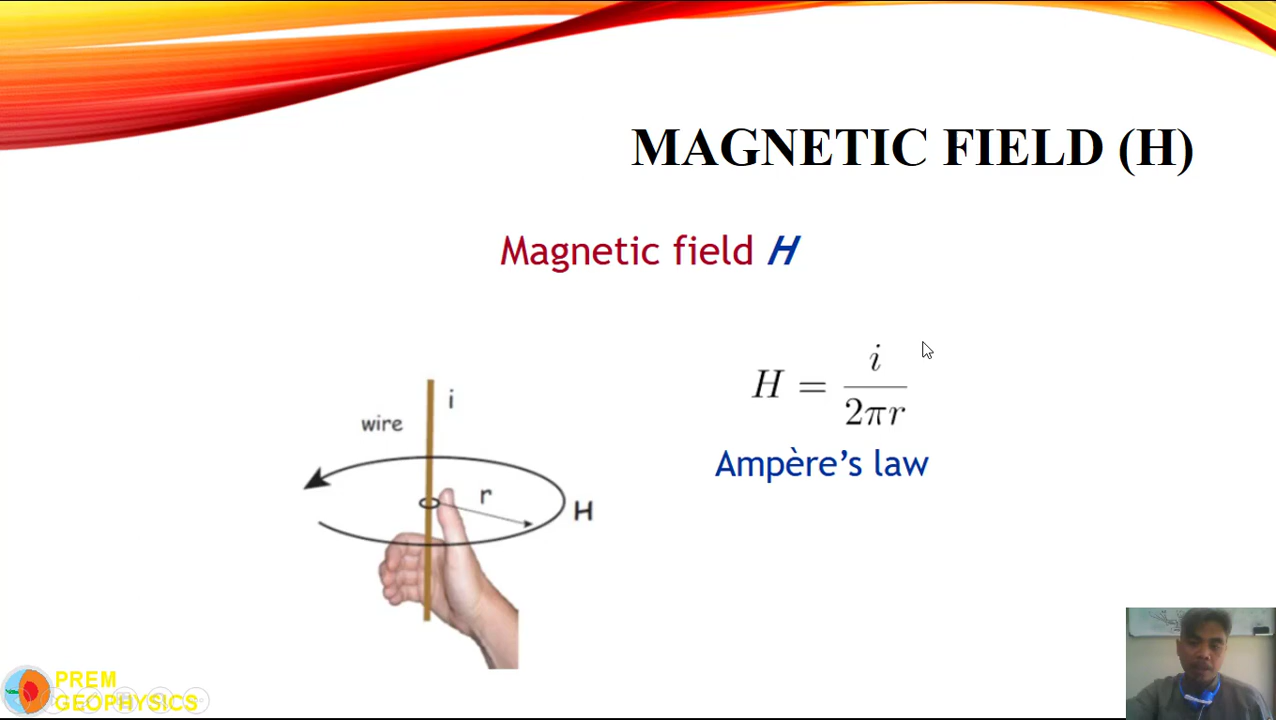 MAGNETIC FIELD (H)
Magnetic field H
i
wire
r
H
H = i / 2πr
Ampère’s law
PREM
GEOPHYSICS